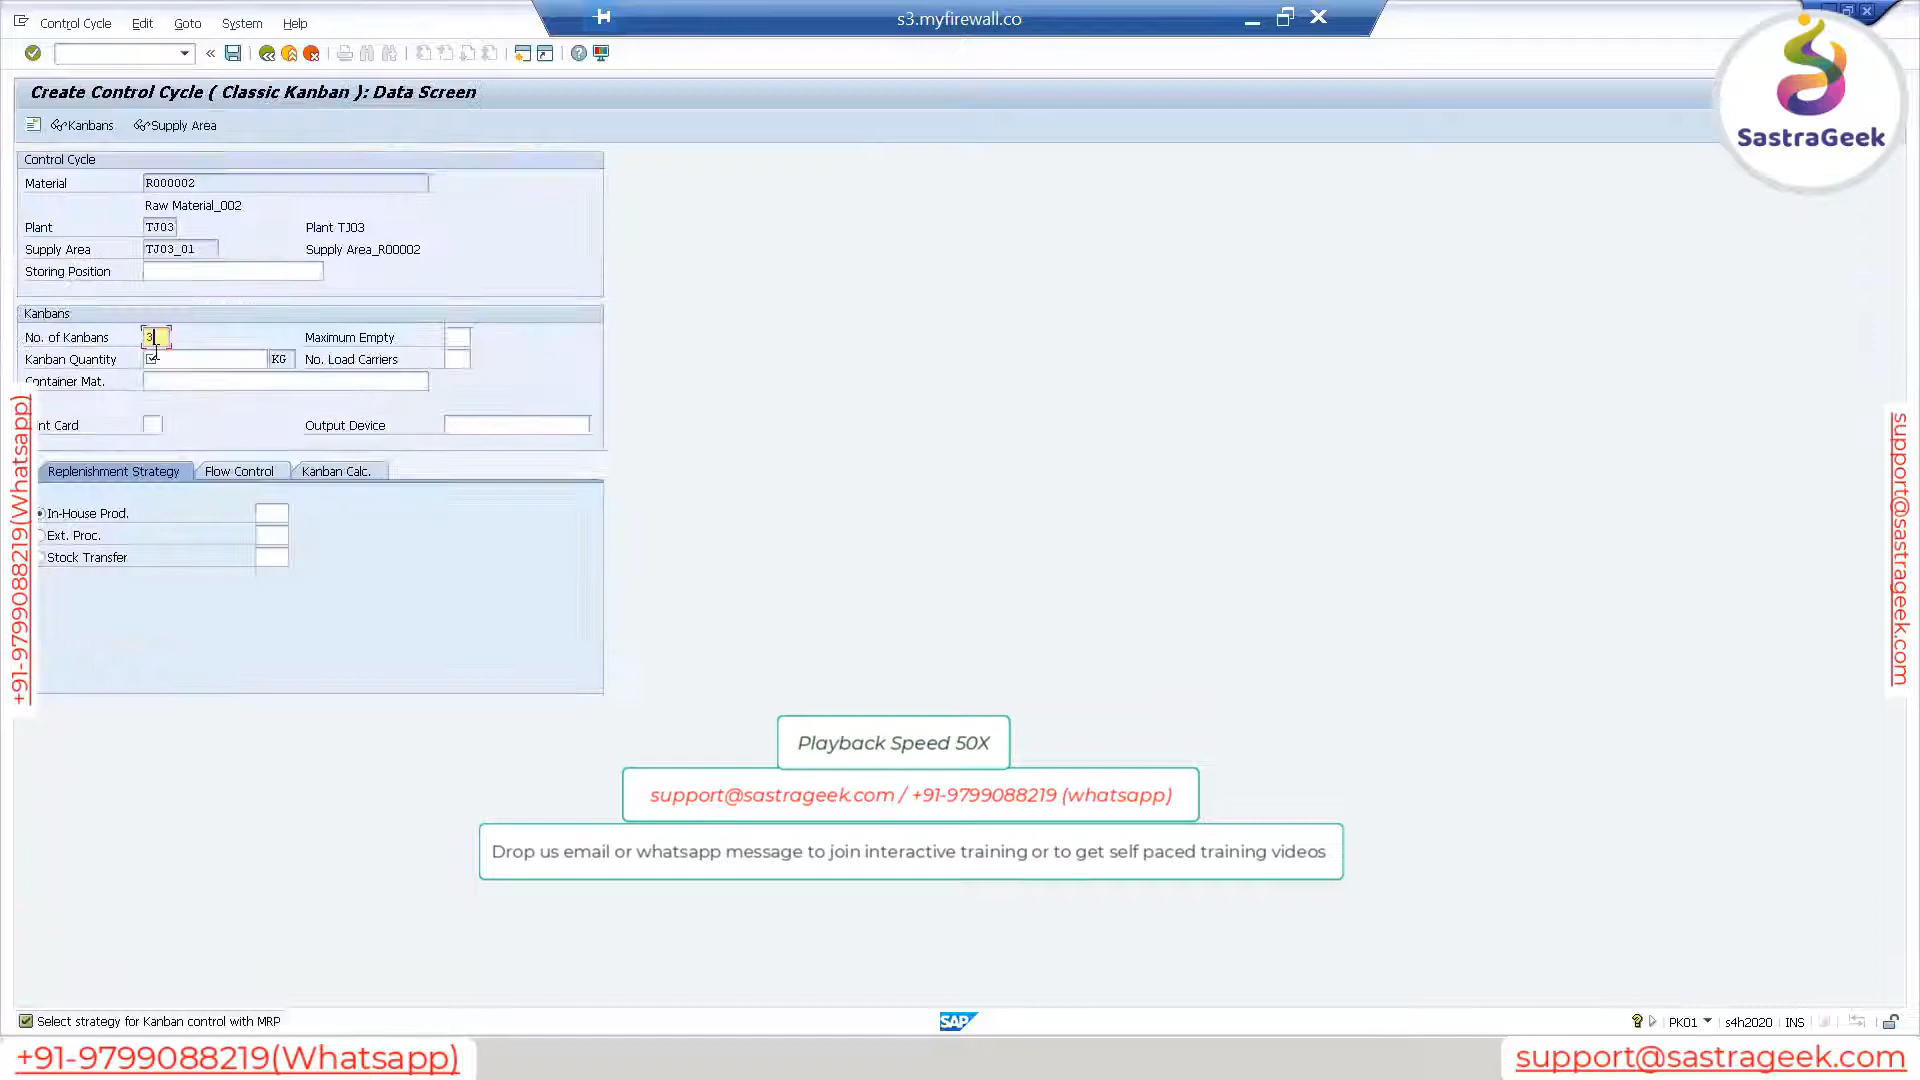 s3.myfirewall.co
Control Cycle Edit Goto System Help
Create Control Cycle ( Classic Kanban ): Data Screen
Kanbans Supply Area
SastraGeek
Control Cycle
Material R000002
Raw Material_002
Plant TJ03 Plant TJ03
Supply Area TJ03_01 Supply Area_R00002
Storing Position
Kanbans
No. of Kanbans 3 Maximum Empty
Kanban Quantity KG No. Load Carriers
Container Mat.
nt Card Output Device
Replenishment Strategy Flow Control Kanban Calc.
In-House Prod.
Ext. Proc.
Stock Transfer
+91-9799088219(Whatsapp)
support@sastrageek.com
Playback Speed 50X
support@sastrageek.com / +91-9799088219 (whatsapp)
Drop us email or whatsapp message to join interactive training or to get self paced training videos
Select strategy for Kanban control with MRP
SAP
PK01 s4h2020 INS
+91-9799088219(Whatsapp)
support@sastrageek.com